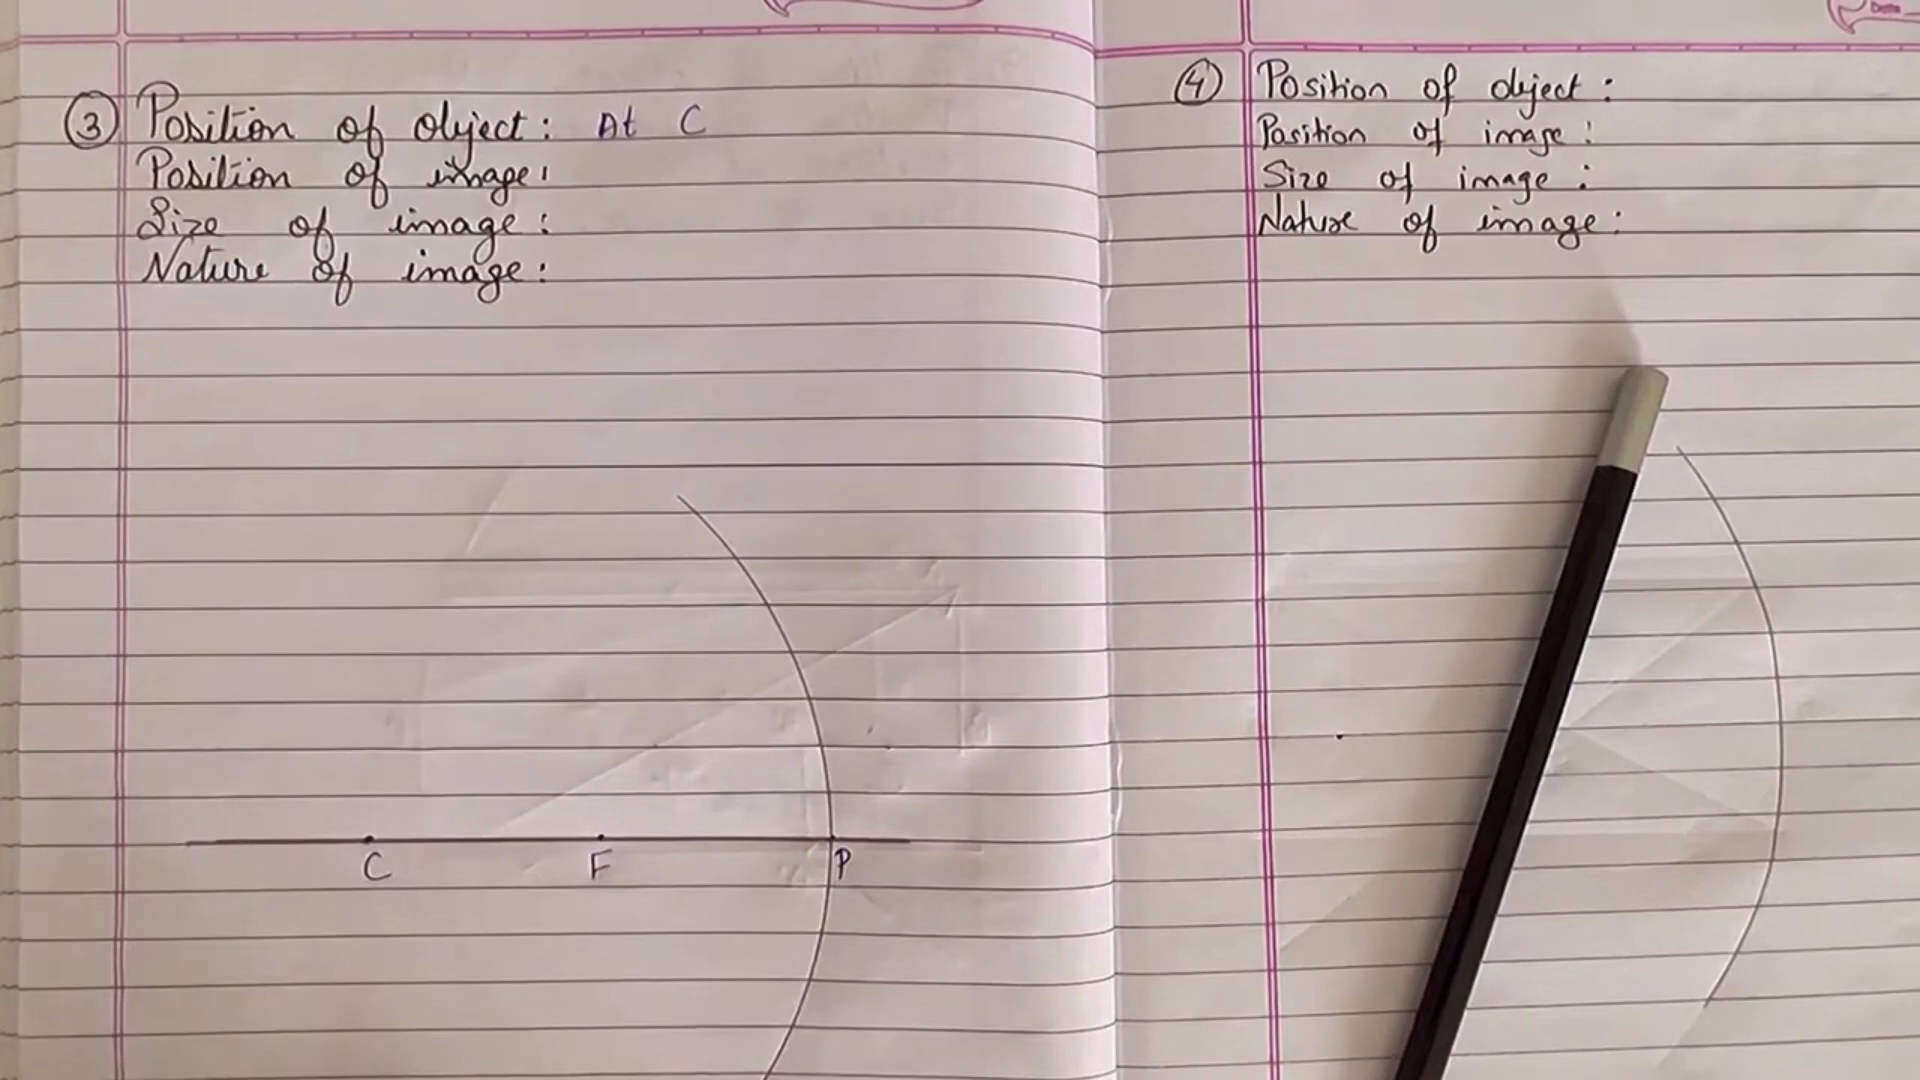 ③ Position of object: At C
Position of image:
Size of image:
Nature of image:
C F P
④ Position of object:
Position of image:
Size of image:
Nature of image:
Date